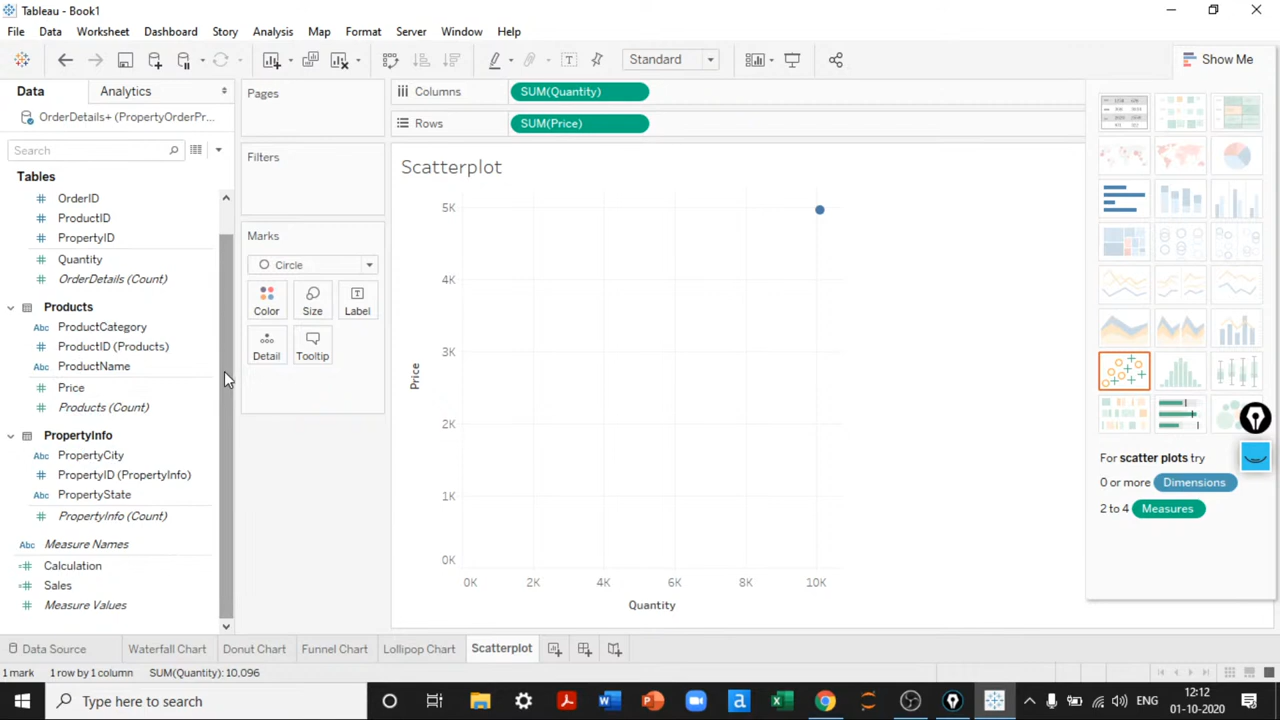 Tableau - Book1
File Data Worksheet Dashboard Story Analysis Map Format Server Window Help
Standard
Show Me
Data Analytics
OrderDetails+ (PropertyOrderPr...
Search
Tables
OrderID
ProductID
PropertyID
Quantity
OrderDetails (Count)
Products
Abc ProductCategory
ProductID (Products)
Abc ProductName
Price
Products (Count)
PropertyInfo
Abc PropertyCity
PropertyID (PropertyInfo)
Abc PropertyState
PropertyInfo (Count)
Abc Measure Names
Calculation
Sales
Measure Values
Pages
Filters
Marks
Circle
Color Size Label
Detail Tooltip
Columns SUM(Quantity)
Rows SUM(Price)
Scatterplot
5K
4K
3K
2K
1K
0K
Price
0K 2K 4K 6K 8K 10K
Quantity
For scatter plots try
0 or more Dimensions
2 to 4 Measures
Data Source Waterfall Chart Donut Chart Funnel Chart Lollipop Chart Scatterplot
1 mark 1 row by 1 column SUM(Quantity): 10,096
Type here to search
ENG
12:12
01-10-2020